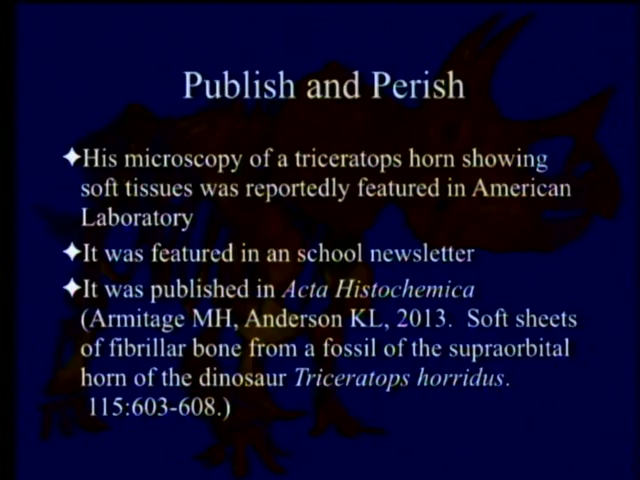 Publish and Perish
✦His microscopy of a triceratops horn showing
soft tissues was reportedly featured in American
Laboratory
✦It was featured in an school newsletter
✦It was published in Acta Histochemica
(Armitage MH, Anderson KL, 2013.  Soft sheets
of fibrillar bone from a fossil of the supraorbital
horn of the dinosaur Triceratops horridus.
115:603-608.)